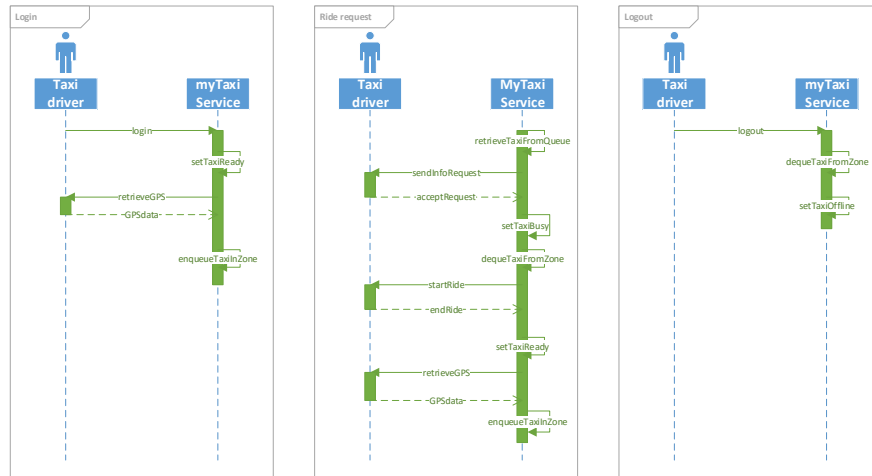 Login
Taxi
driver
myTaxi
Service
login
setTaxiReady
retrieveGPS
GPSdata
enqueueTaxiInZone
Ride request
Taxi
driver
MyTaxi
Service
retrieveTaxiFromQueue
sendInfoRequest
acceptRequest
setTaxiBusy
dequeTaxiFromZone
startRide
endRide
setTaxiReady
retrieveGPS
GPSdata
enqueueTaxiInZone
Logout
Taxi
driver
myTaxi
Service
logout
dequeTaxiFromZone
setTaxiOffline